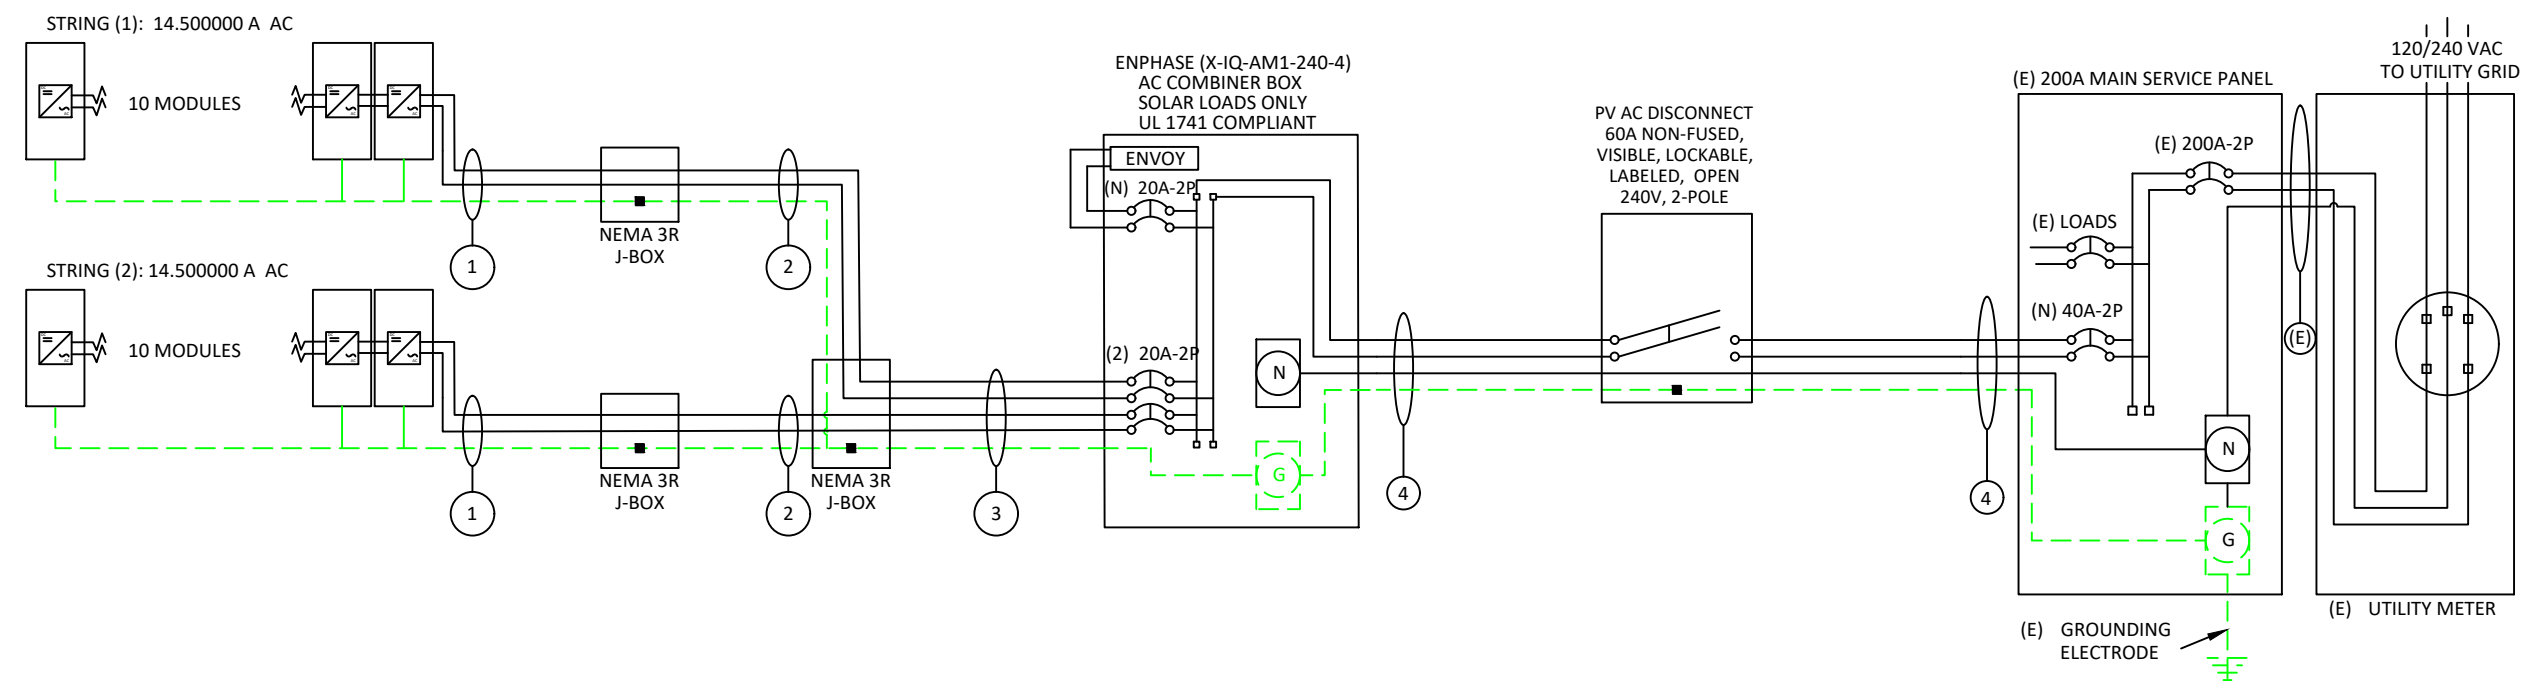 STRING (1): 14.500000 A AC
10 MODULES
1
NEMA 3R
J-BOX
2
STRING (2): 14.500000 A AC
10 MODULES
1
NEMA 3R
J-BOX
2
NEMA 3R
J-BOX
3
ENPHASE (X-IQ-AM1-240-4)
AC COMBINER BOX
SOLAR LOADS ONLY
UL 1741 COMPLIANT
ENVOY
(N) 20A-2P
(2) 20A-2P
N
G
4
PV AC DISCONNECT
60A NON-FUSED,
VISIBLE, LOCKABLE,
LABELED, OPEN
240V, 2-POLE
4
(E) 200A MAIN SERVICE PANEL
(E) 200A-2P
(E) LOADS
(N) 40A-2P
N
G
(E) GROUNDING
ELECTRODE
(E)
120/240 VAC
TO UTILITY GRID
(E) UTILITY METER